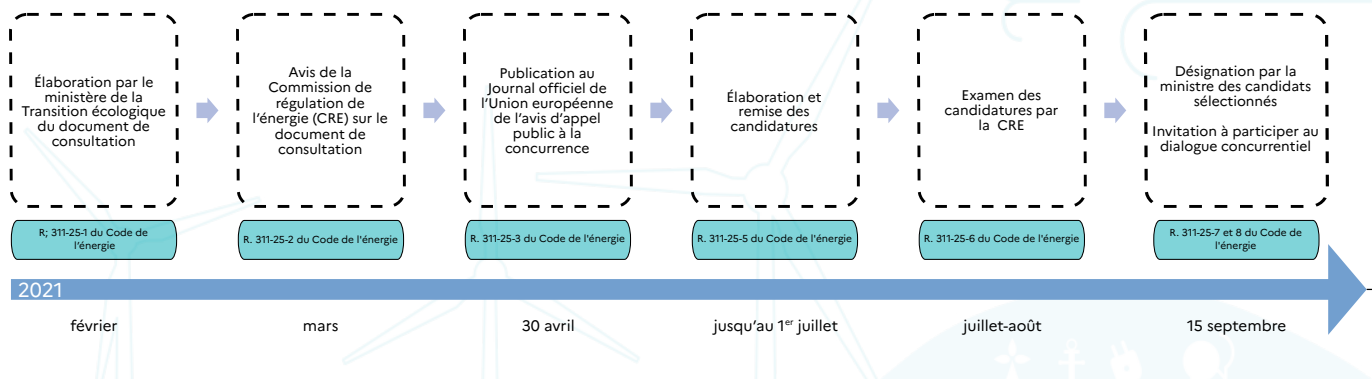 Élaboration par le
ministère de la
Transition écologique
du document de
consultation
Avis de la
Commission de
régulation de
l'énergie (CRE) sur le
document de
consultation
Publication au
Journal officiel de
l'Union européenne
de l'avis d'appel
public à la
concurrence
Élaboration et
remise des
candidatures
Examen des
candidatures par
la CRE
Désignation par la
ministre des candidats
sélectionnés
Invitation à participer au
dialogue concurrentiel
R; 311-25-1 du Code de
l'énergie
R. 311-25-2 du Code de l'énergie
R. 311-25-3 du Code de l'énergie
R. 311-25-5 du Code de l'énergie
R. 311-25-6 du Code de l'énergie
R. 311-25-7 et 8 du Code de
l'énergie
2021
février
mars
30 avril
jusqu'au 1er juillet
juillet-août
15 septembre